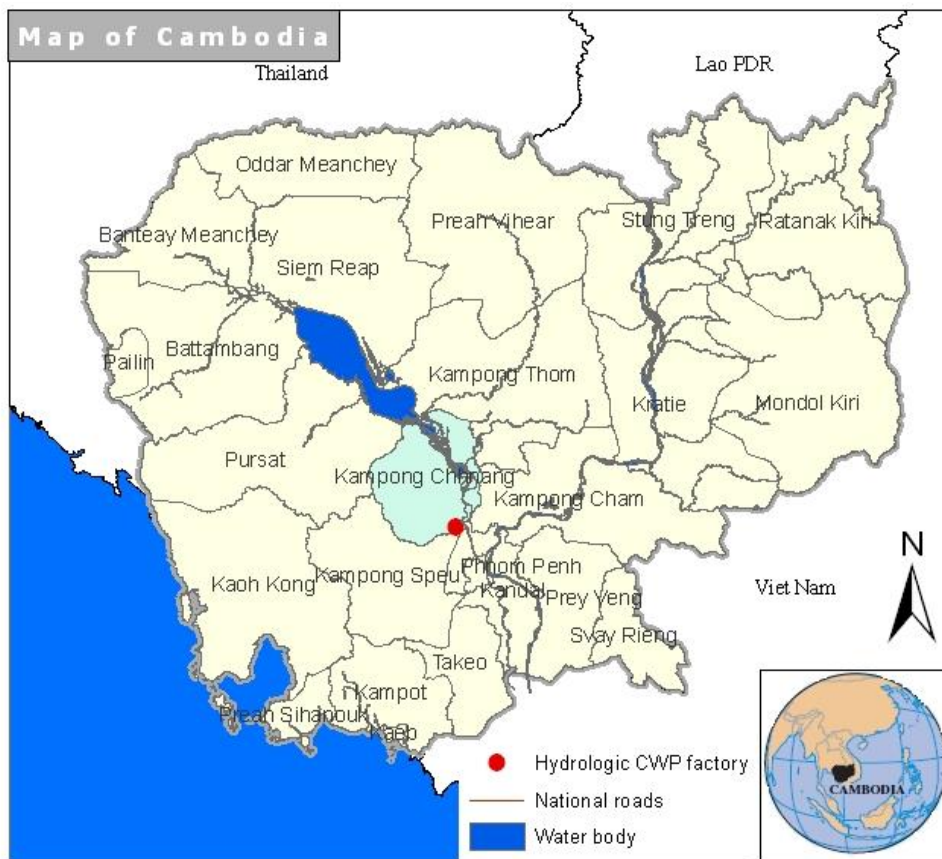 Map of Cambodia
Thailand
Lao PDR
Oddar Meanchey
Banteay Meanchey
Siem Reap
Preah Vihear
Stung Treng
Ratanak Kiri
Pailin
Battambang
Kampong Thom
Kratie
Mondol Kiri
Pursat
Kampong Chhnang
Kampong Cham
Kaoh Kong
Kampong Speu
Phnom Penh
Kandal
Prey Veng
Svay Rieng
Viet Nam
N
Takeo
Kampot
Preah Sihanouk
Kaeb
Hydrologic CWP factory
National roads
Water body
CAMBODIA